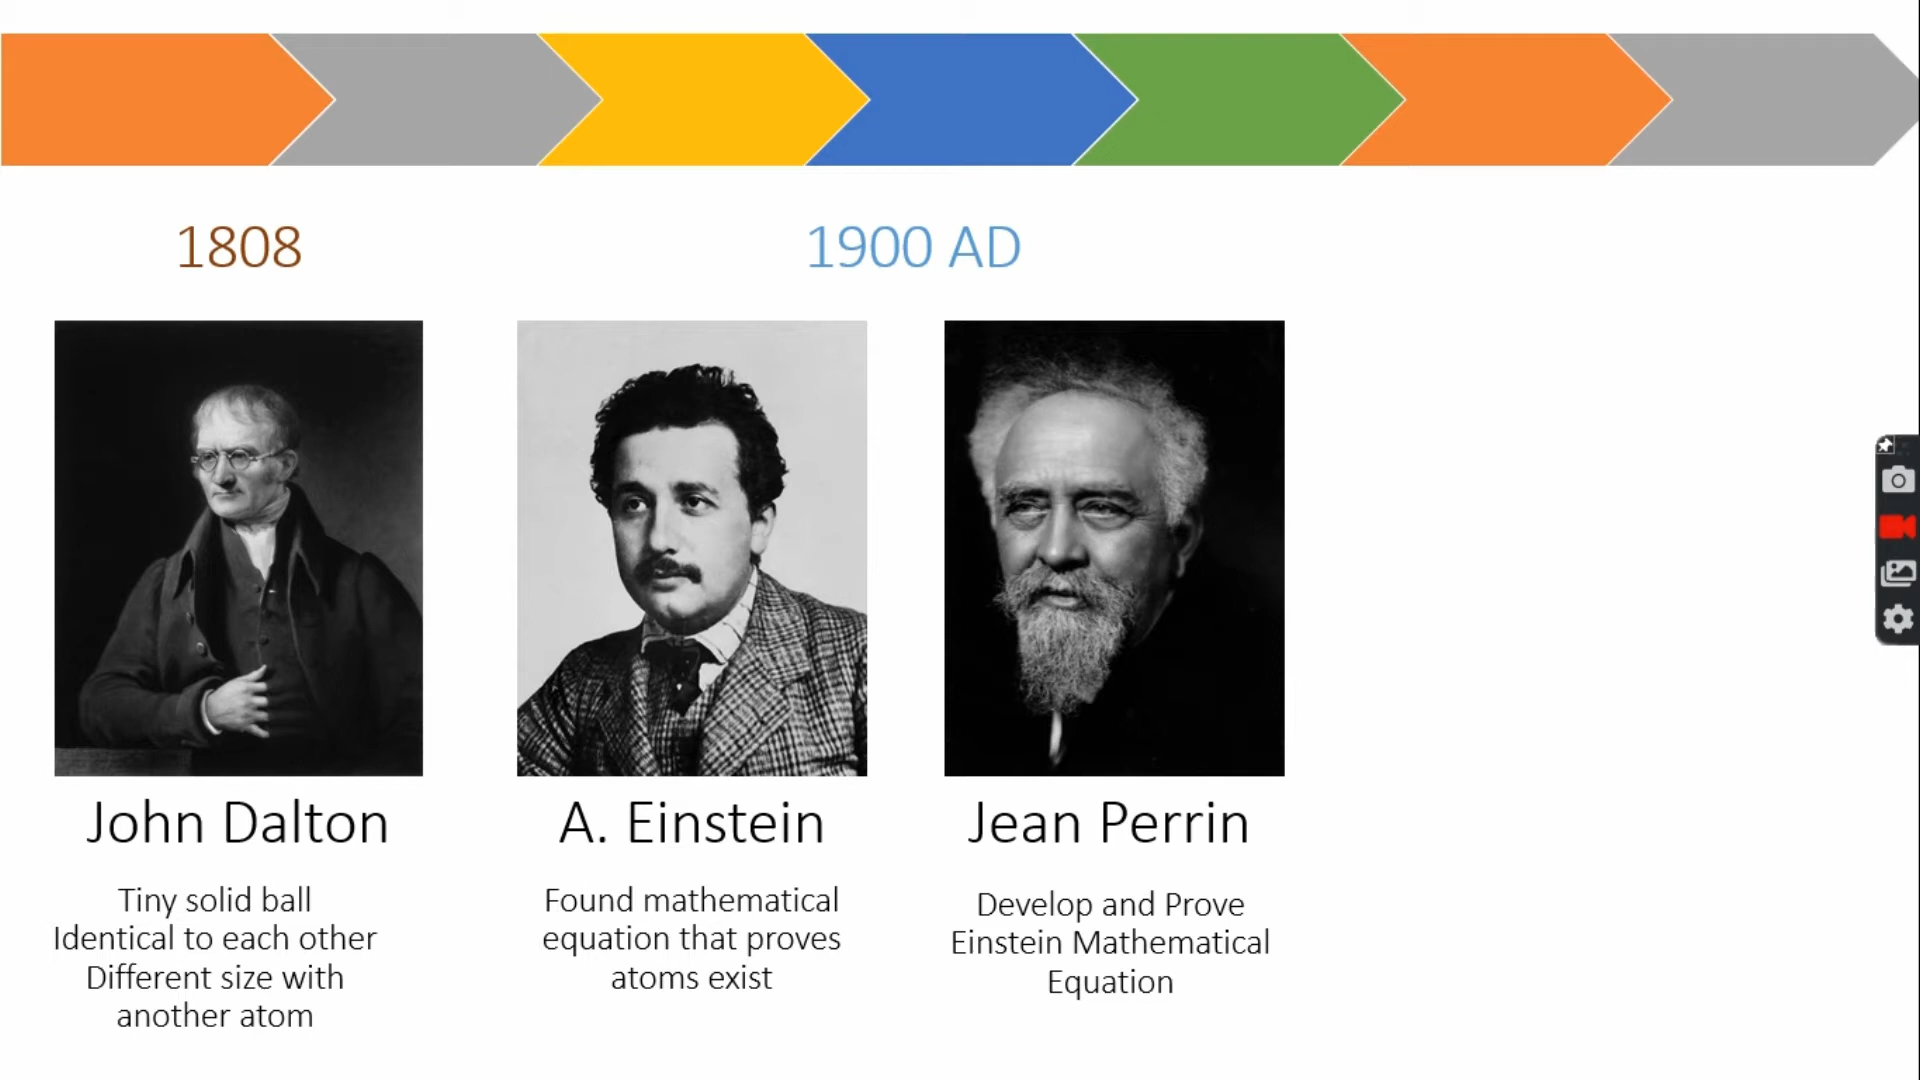 1808
1900 AD
John Dalton
A. Einstein
Jean Perrin
Tiny solid ball
Identical to each other
Different size with
another atom
Found mathematical
equation that proves
atoms exist
Develop and Prove
Einstein Mathematical
Equation